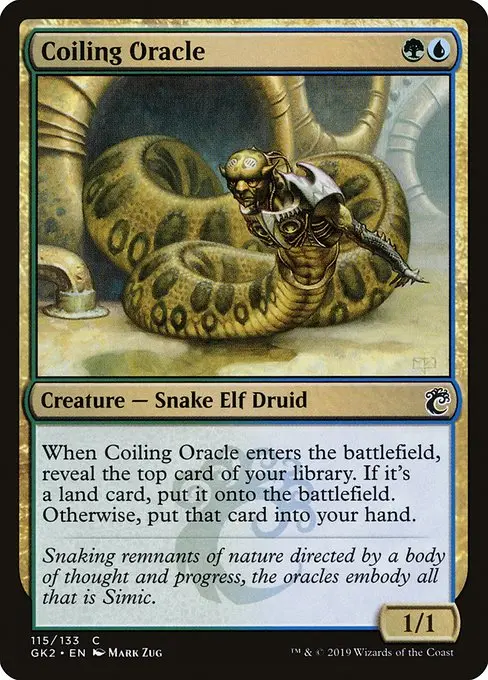 Coiling Oracle
Creature — Snake Elf Druid
When Coiling Oracle enters the battlefield,
reveal the top card of your library. If it's
a land card, put it onto the battlefield.
Otherwise, put that card into your hand.
Snaking remnants of nature directed by a body
of thought and progress, the oracles embody all
that is Simic.
1/1
115/133 C
GK2 • EN Mark Zug
™ & © 2019 Wizards of the Coast